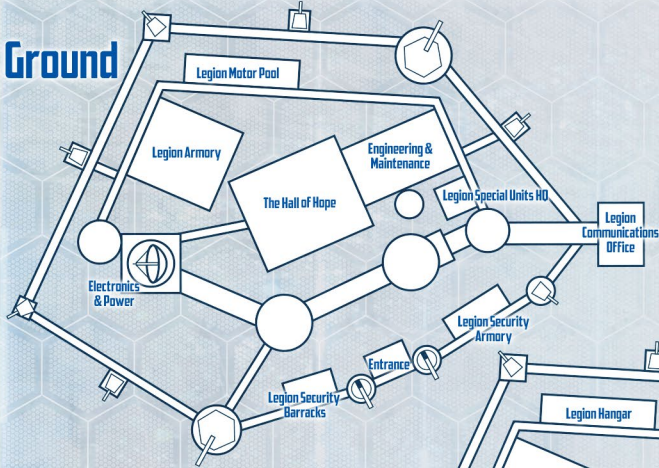 Ground
Legion Motor Pool
Legion Armory
Engineering &
Maintenance
The Hall of Hope
Legion Special Units HQ
Legion
Communications
Office
Electronics
& Power
Legion Security
Armory
Entrance
Legion Security
Barracks
Legion Hangar